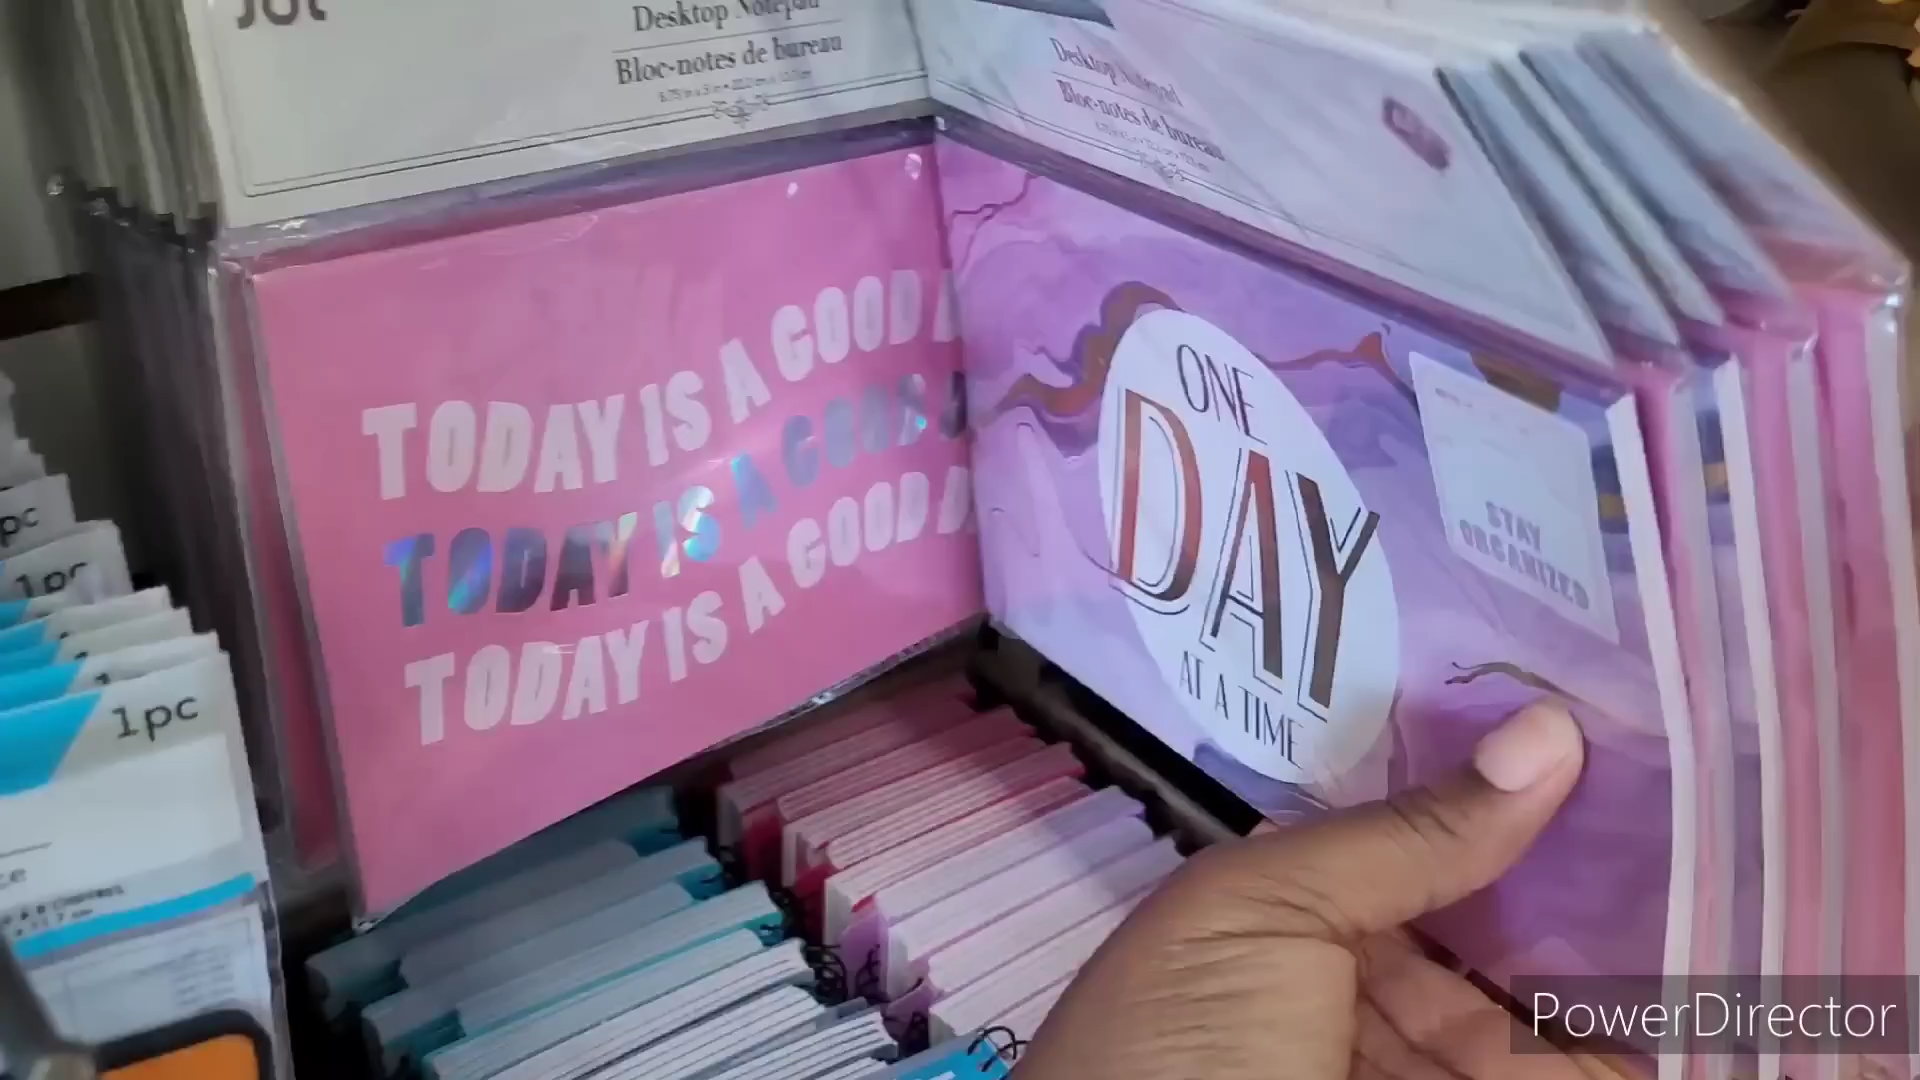 Jot
Desktop Notepad
Bloc-notes de bureau
Desktop Notepad
Bloc-notes de bureau
TODAY IS A GOOD
TODAY IS A GOOD
TODAY IS A GOOD
ONE
DAY
AT A TIME
STAY
ORGANIZED
pc
1pc
1pc
PowerDirector